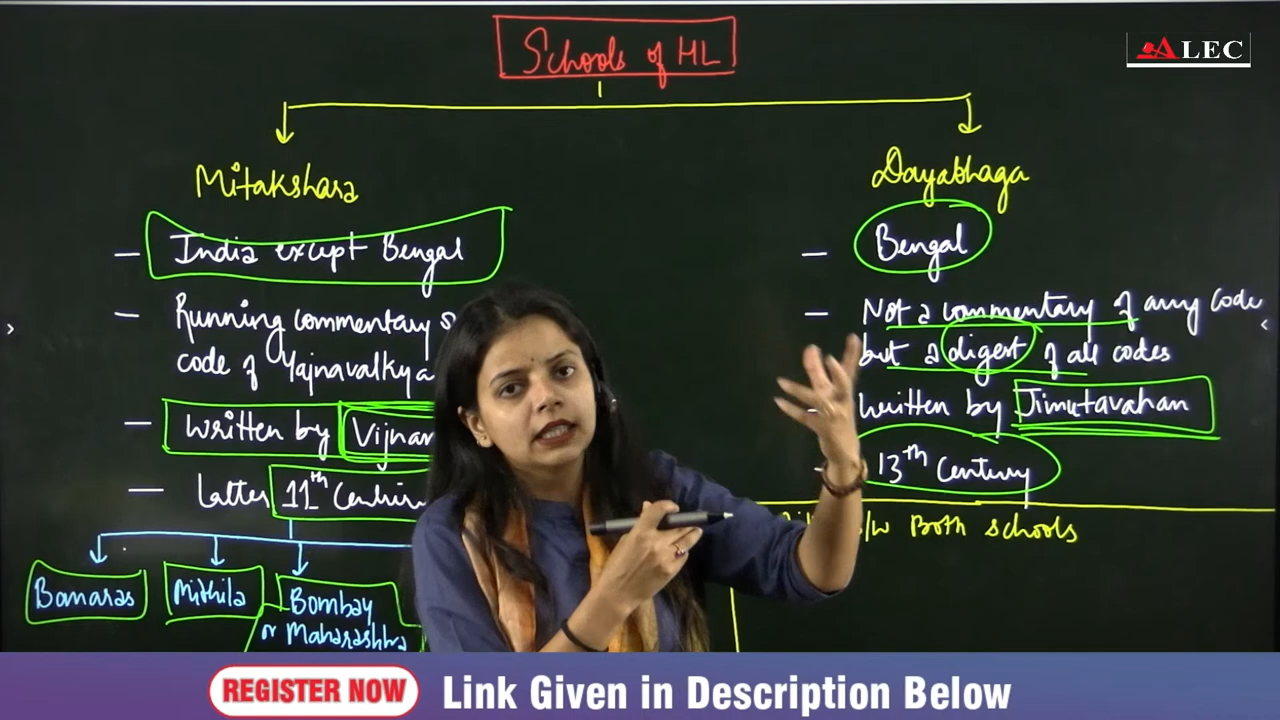 Schools of HL
ALEC
Mitakshara
— India except Bengal
— Running commentary
code of Yajnavalkya
— Written by
— Latter 11th
Banaras
Mithila
Bombay
or Maharashtra
Dayabhaga
— Bengal
— Not a commentary of any code
but a digest of all codes
Written by Jimutavahan
13th Century
b/w Both schools
REGISTER NOW
Link Given in Description Below